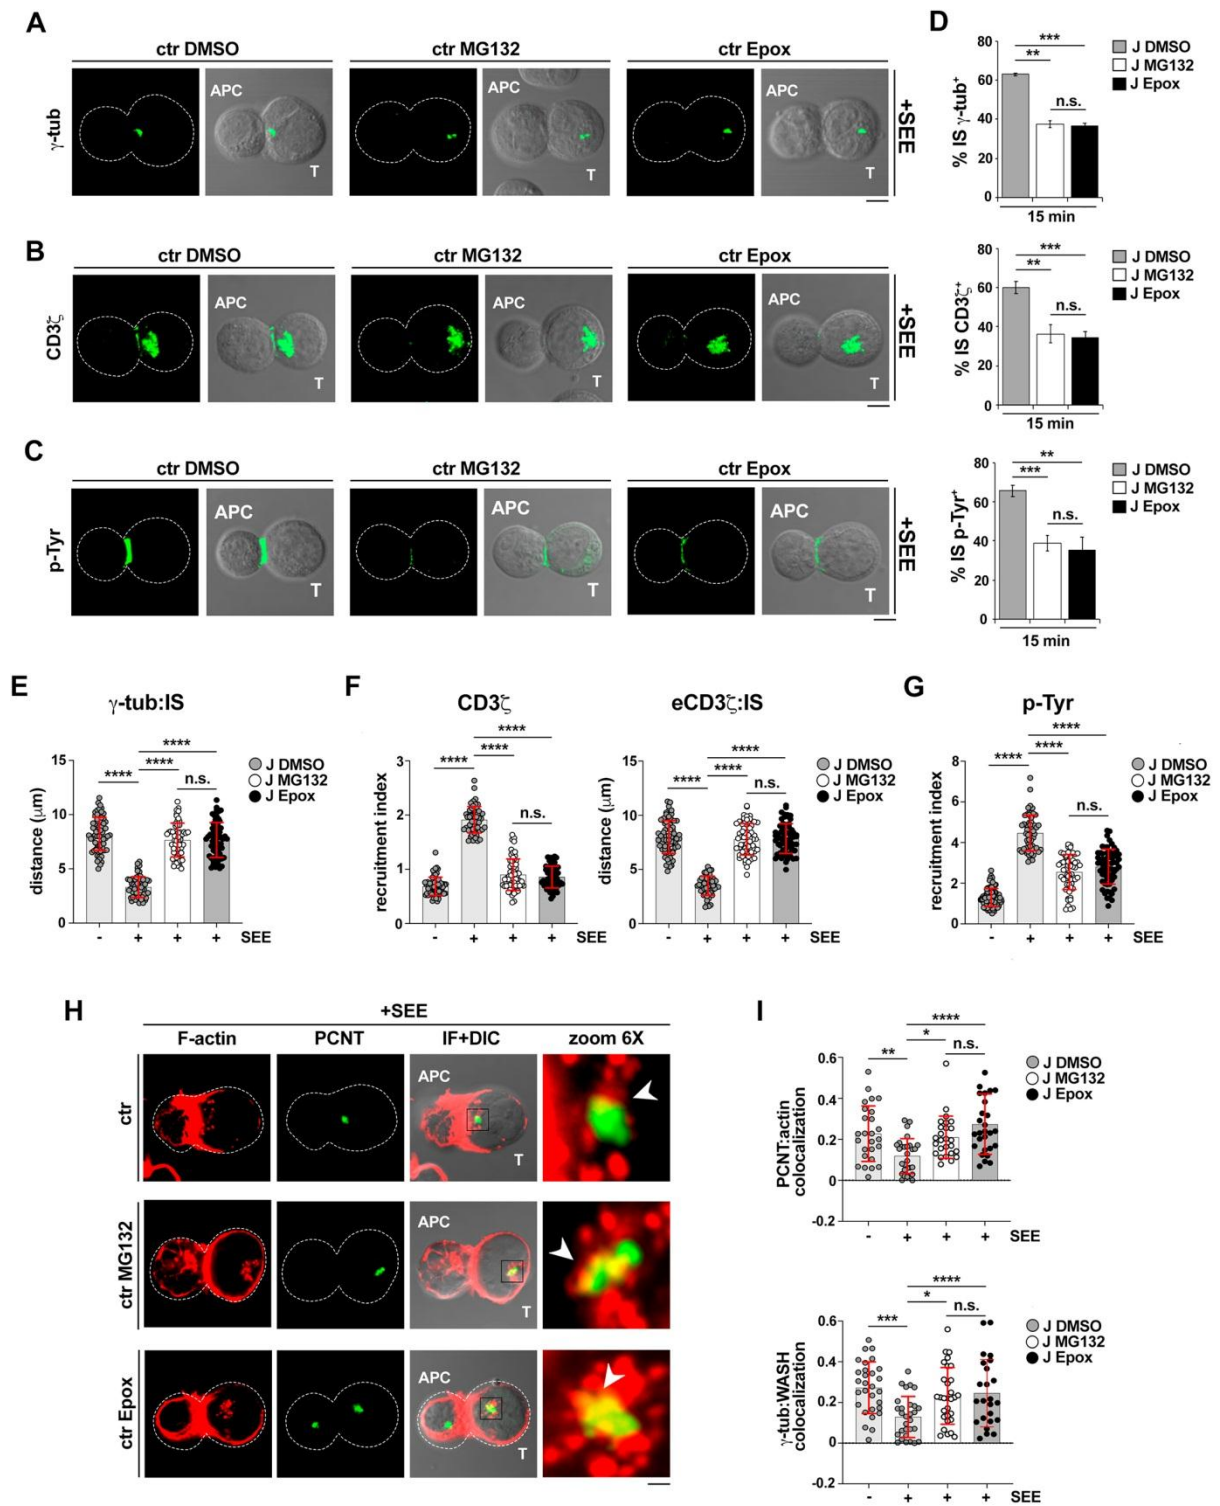 A
ctr DMSO
ctr MG132
ctr Epox
γ-tub
APC
T
APC
T
APC
T
+SEE
B
ctr DMSO
ctr MG132
ctr Epox
CD3ζ
APC
T
APC
T
APC
T
+SEE
C
ctr DMSO
ctr MG132
ctr Epox
p-Tyr
APC
T
APC
T
APC
T
+SEE
D
% IS γ-tub⁺
80
60
40
20
0
***
**
n.s.
15 min
J DMSO
J MG132
J Epox
% IS CD3ζ⁺
80
60
40
20
0
***
**
n.s.
15 min
J DMSO
J MG132
J Epox
% IS p-Tyr⁺
80
60
40
20
0
**
***
n.s.
15 min
J DMSO
J MG132
J Epox
E
γ-tub:IS
distance (μm)
15
10
5
0
****
**** ****
n.s.
J DMSO
J MG132
J Epox
- + + + SEE
F
CD3ζ
recruitment index
3
2
1
0
****
**** ****
n.s.
- + + + SEE
eCD3ζ:IS
distance (μm)
15
10
5
0
****
**** ****
n.s.
J DMSO
J MG132
J Epox
- + + + SEE
G
p-Tyr
recruitment index
8
6
4
2
0
****
**** ****
n.s.
J DMSO
J MG132
J Epox
- + + + SEE
H
+SEE
F-actin PCNT IF+DIC zoom 6X
ctr
APC
T
ctr MG132
APC
T
ctr Epox
APC
T
I
PCNT:actin
colocalization
0.6
0.4
0.2
0
-0.2
****
*
** n.s.
J DMSO
J MG132
J Epox
- + + + SEE
γ-tub:WASH
colocalization
0.6
0.4
0.2
0
-0.2
****
*
*** n.s.
J DMSO
J MG132
J Epox
- + + + SEE